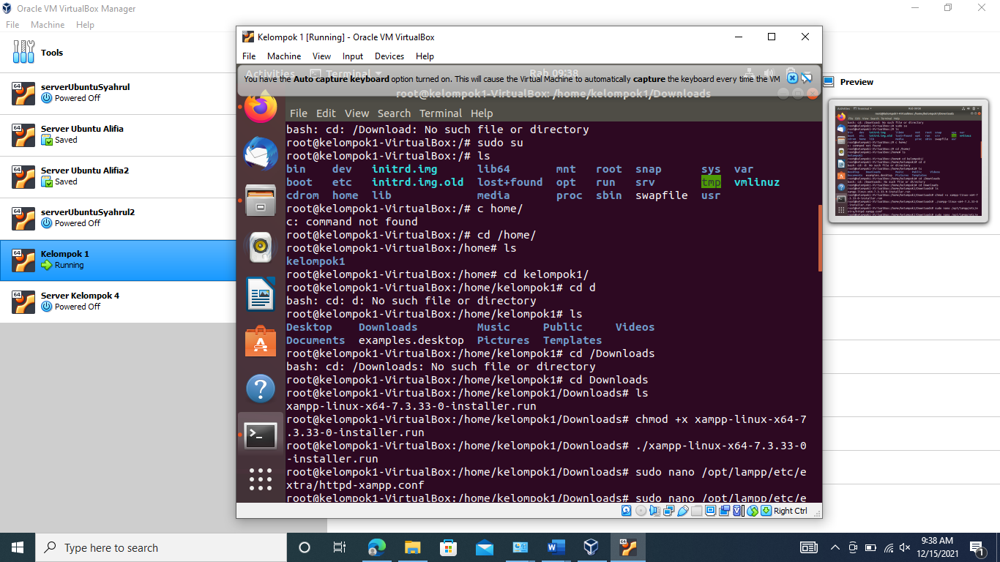 Oracle VM VirtualBox Manager
File Machine Help
Tools
64 serverUbuntuSyahrul
Powered Off
64 Server Ubuntu Alifia
Saved
64 Server Ubuntu Alifia2
Saved
64 serverUbuntuSyahrul2
Powered Off
64 Kelompok 1
Running
64 Server Kelompok 4
Powered Off
Kelompok 1 [Running] - Oracle VM VirtualBox
File Machine View Input Devices Help
Activities Terminal Rab 09:38
You have the Auto capture keyboard option turned on. This will cause the Virtual Machine to automatically capture the keyboard every time the VM
root@kelompok1-VirtualBox: /home/kelompok1/Downloads
File Edit View Search Terminal Help
bash: cd: /Download: No such file or directory
root@kelompok1-VirtualBox:/# sudo su
root@kelompok1-VirtualBox:/# ls
bin dev initrd.img lib64 mnt root snap sys var
boot etc initrd.img.old lost+found opt run srv tmp vmlinuz
cdrom home lib media proc sbin swapfile usr
root@kelompok1-VirtualBox:/# c home/
c: command not found
root@kelompok1-VirtualBox:/# cd /home/
root@kelompok1-VirtualBox:/home# ls
kelompok1
root@kelompok1-VirtualBox:/home# cd kelompok1/
root@kelompok1-VirtualBox:/home/kelompok1# cd d
bash: cd: d: No such file or directory
root@kelompok1-VirtualBox:/home/kelompok1# ls
Desktop Downloads Music Public Videos
Documents examples.desktop Pictures Templates
root@kelompok1-VirtualBox:/home/kelompok1# cd /Downloads
bash: cd: /Downloads: No such file or directory
root@kelompok1-VirtualBox:/home/kelompok1# cd Downloads
root@kelompok1-VirtualBox:/home/kelompok1/Downloads# ls
xampp-linux-x64-7.3.33-0-installer.run
root@kelompok1-VirtualBox:/home/kelompok1/Downloads# chmod +x xampp-linux-x64-7
.3.33-0-installer.run
root@kelompok1-VirtualBox:/home/kelompok1/Downloads# ./xampp-linux-x64-7.3.33-0
-installer.run
root@kelompok1-VirtualBox:/home/kelompok1/Downloads# sudo nano /opt/lampp/etc/e
xtra/httpd-xampp.conf
root@kelompok1-VirtualBox:/home/kelompok1/Downloads# sudo nano /opt/lampp/etc/e
Right Ctrl
Preview
Type here to search
9:38 AM
12/15/2021
1